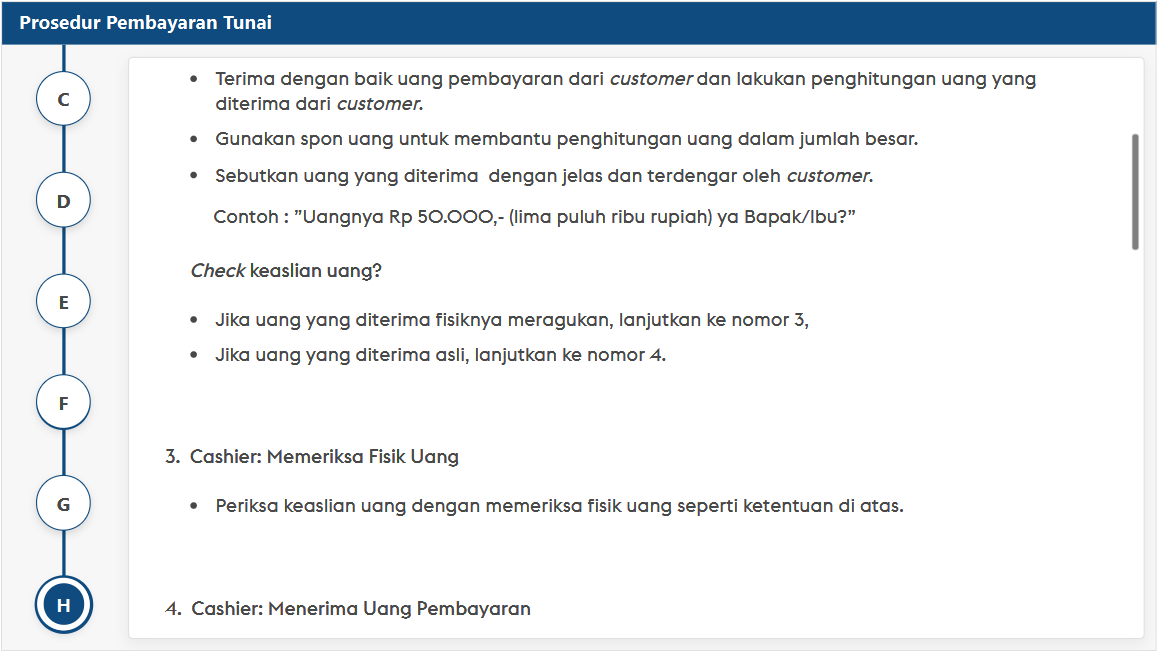 Prosedur Pembayaran Tunai
C
D
E
F
G
H
• Terima dengan baik uang pembayaran dari customer dan lakukan penghitungan uang yang
diterima dari customer.
• Gunakan spon uang untuk membantu penghitungan uang dalam jumlah besar.
• Sebutkan uang yang diterima dengan jelas dan terdengar oleh customer.
Contoh : ”Uangnya Rp 50.000,- (lima puluh ribu rupiah) ya Bapak/Ibu?”
Check keaslian uang?
• Jika uang yang diterima fisiknya meragukan, lanjutkan ke nomor 3,
• Jika uang yang diterima asli, lanjutkan ke nomor 4.
3. Cashier: Memeriksa Fisik Uang
• Periksa keaslian uang dengan memeriksa fisik uang seperti ketentuan di atas.
4. Cashier: Menerima Uang Pembayaran